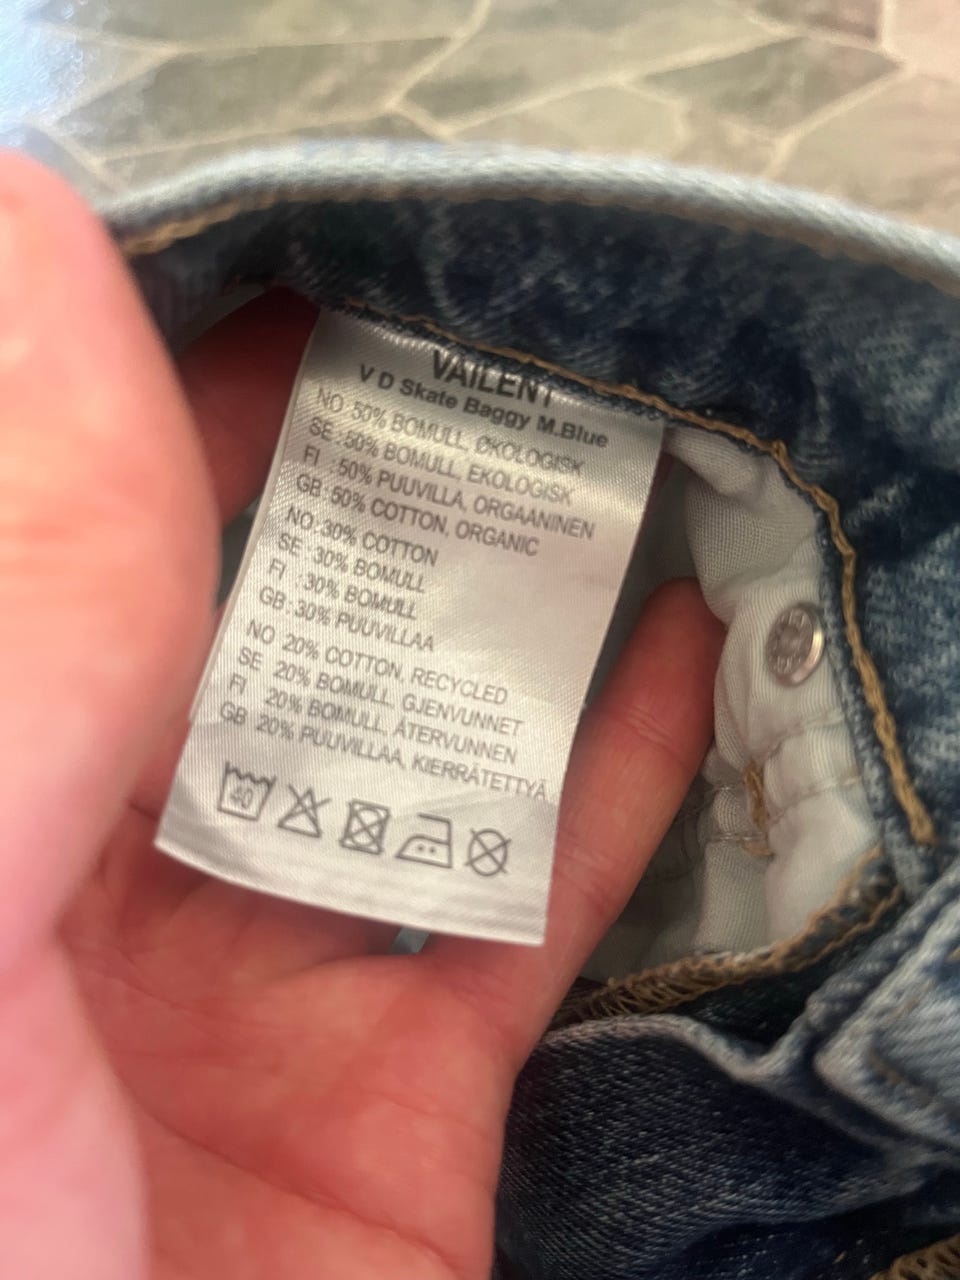 VAILENT
V D Skate Baggy M.Blue
NO :50% BOMULL, ØKOLOGISK
SE : 50% BOMULL, EKOLOGISK
FI : 50% PUUVILLA, ORGAANINEN
GB: 50% COTTON, ORGANIC
NO :30% COTTON
SE : 30% BOMULL
FI : 30% BOMULL
GB : 30% PUUVILLAA
NO 20% COTTON, RECYCLED
SE 20% BOMULL, GJENVUNNET
FI 20% BOMULL, ÅTERVUNNEN
GB 20% PUUVILLAA, KIERRÄTETTYÄ
40